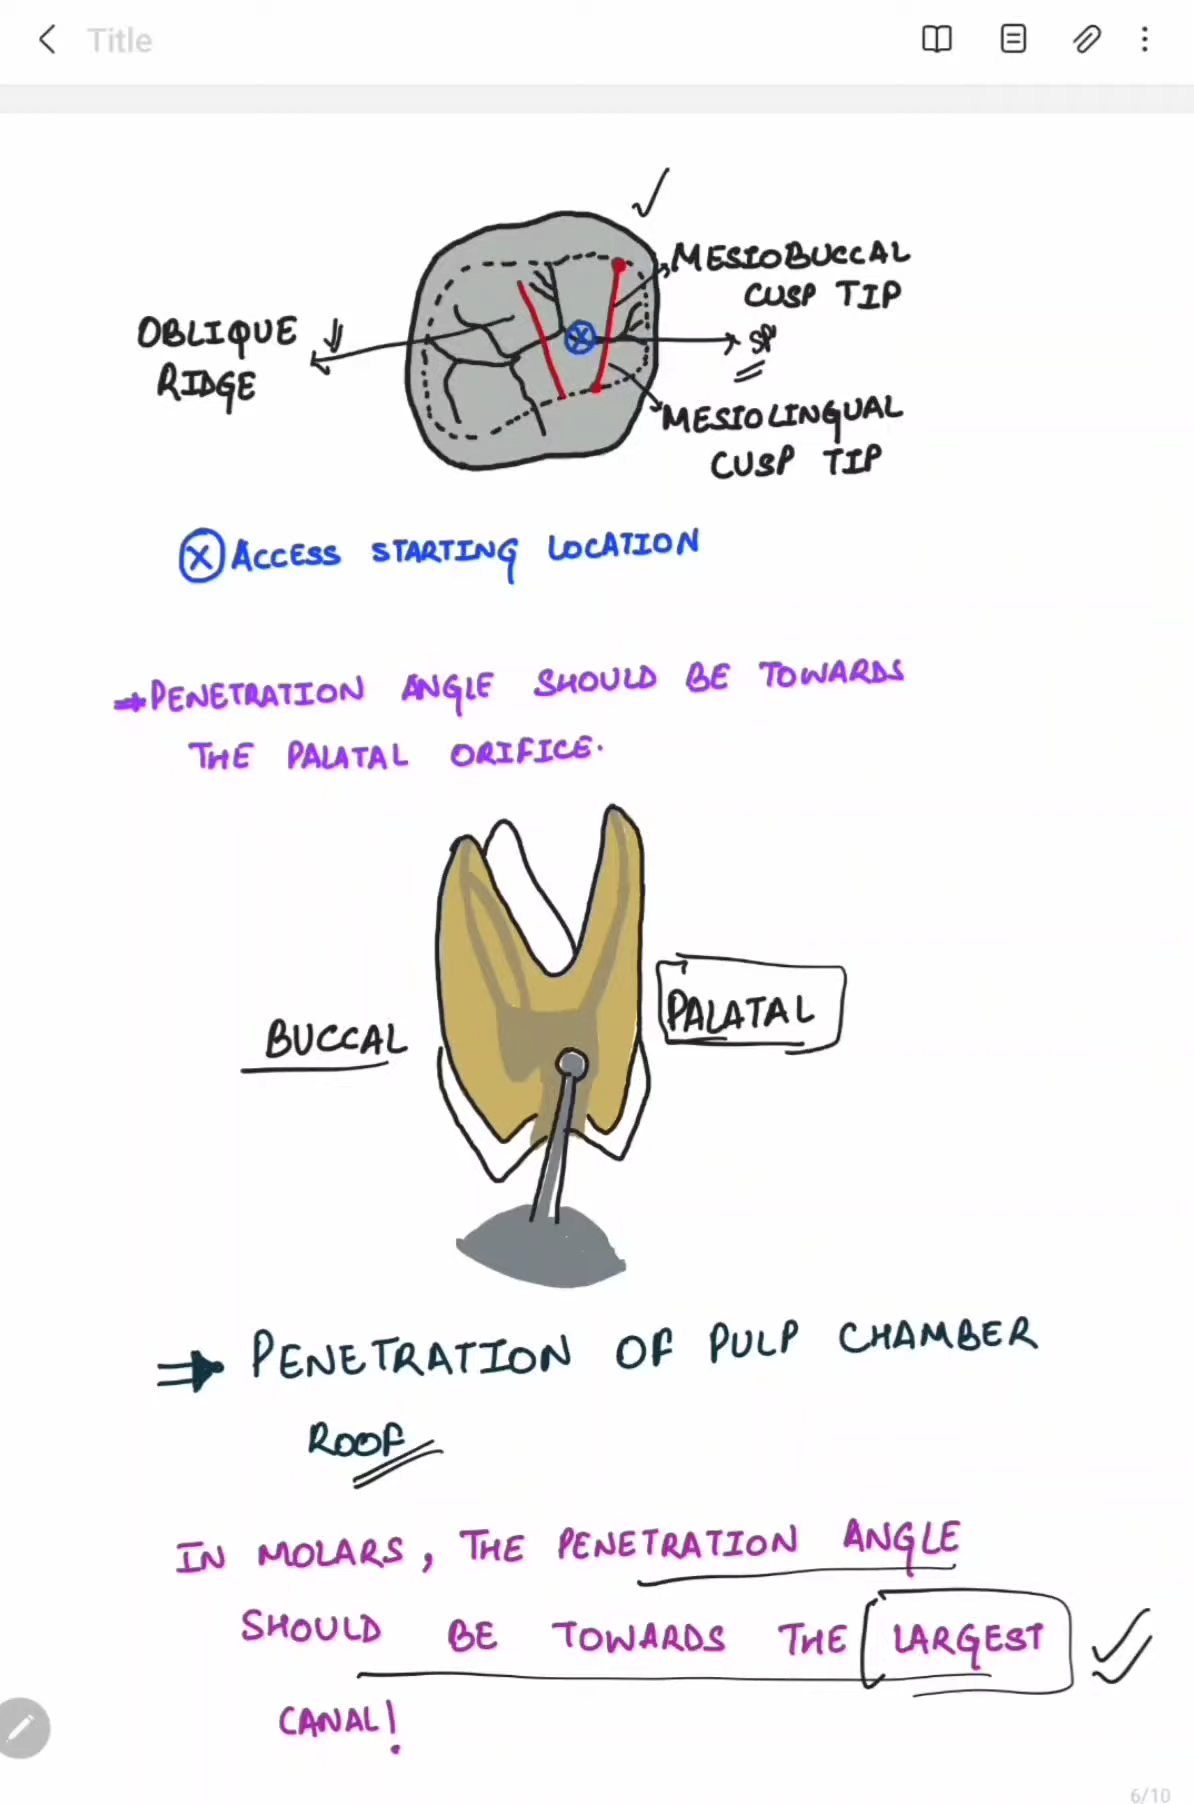 Title
MESIOBUCCAL
CUSP TIP
OBLIQUE
RIDGE
SP
MESIOLINGUAL
CUSP TIP
X ACCESS STARTING LOCATION
⇒ PENETRATION ANGLE SHOULD BE TOWARDS
THE PALATAL ORIFICE.
BUCCAL
PALATAL
⇒ PENETRATION OF PULP CHAMBER
ROOF
IN MOLARS, THE PENETRATION ANGLE
SHOULD BE TOWARDS THE LARGEST
CANAL!
6/10